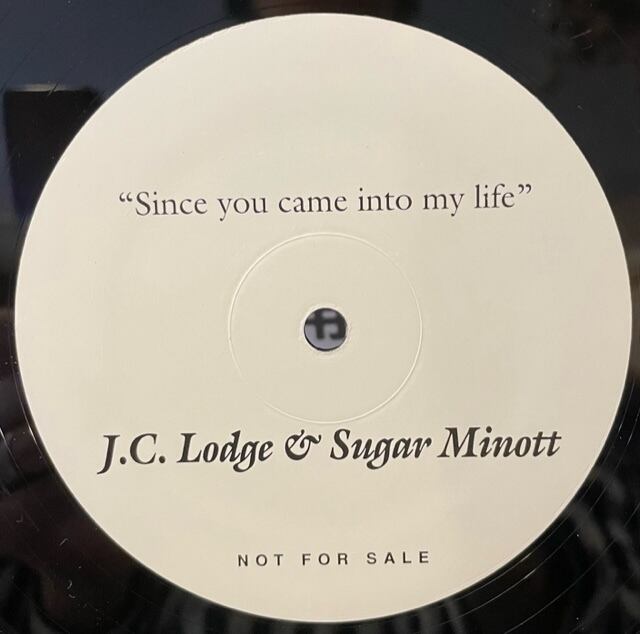 “Since you came into my life”
J.C. Lodge & Sugar Minott
NOT FOR SALE